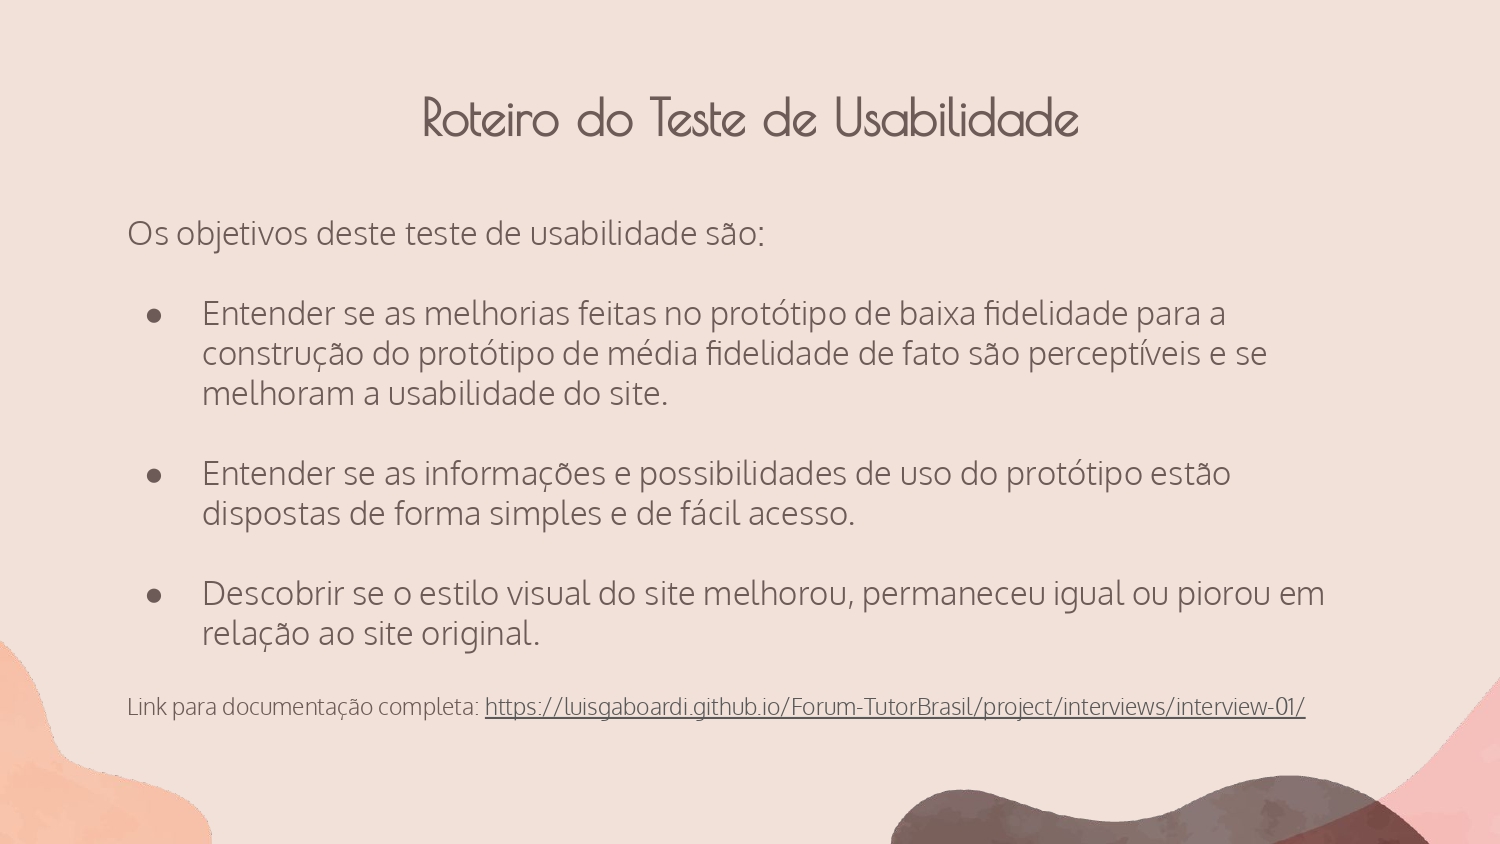 Roteiro do Teste de Usabilidade
Os objetivos deste teste de usabilidade são:
● Entender se as melhorias feitas no protótipo de baixa fidelidade para a
construção do protótipo de média fidelidade de fato são perceptíveis e se
melhoram a usabilidade do site.
● Entender se as informações e possibilidades de uso do protótipo estão
dispostas de forma simples e de fácil acesso.
● Descobrir se o estilo visual do site melhorou, permaneceu igual ou piorou em
relação ao site original.
Link para documentação completa: https://luisgaboardi.github.io/Forum-TutorBrasil/project/interviews/interview-01/